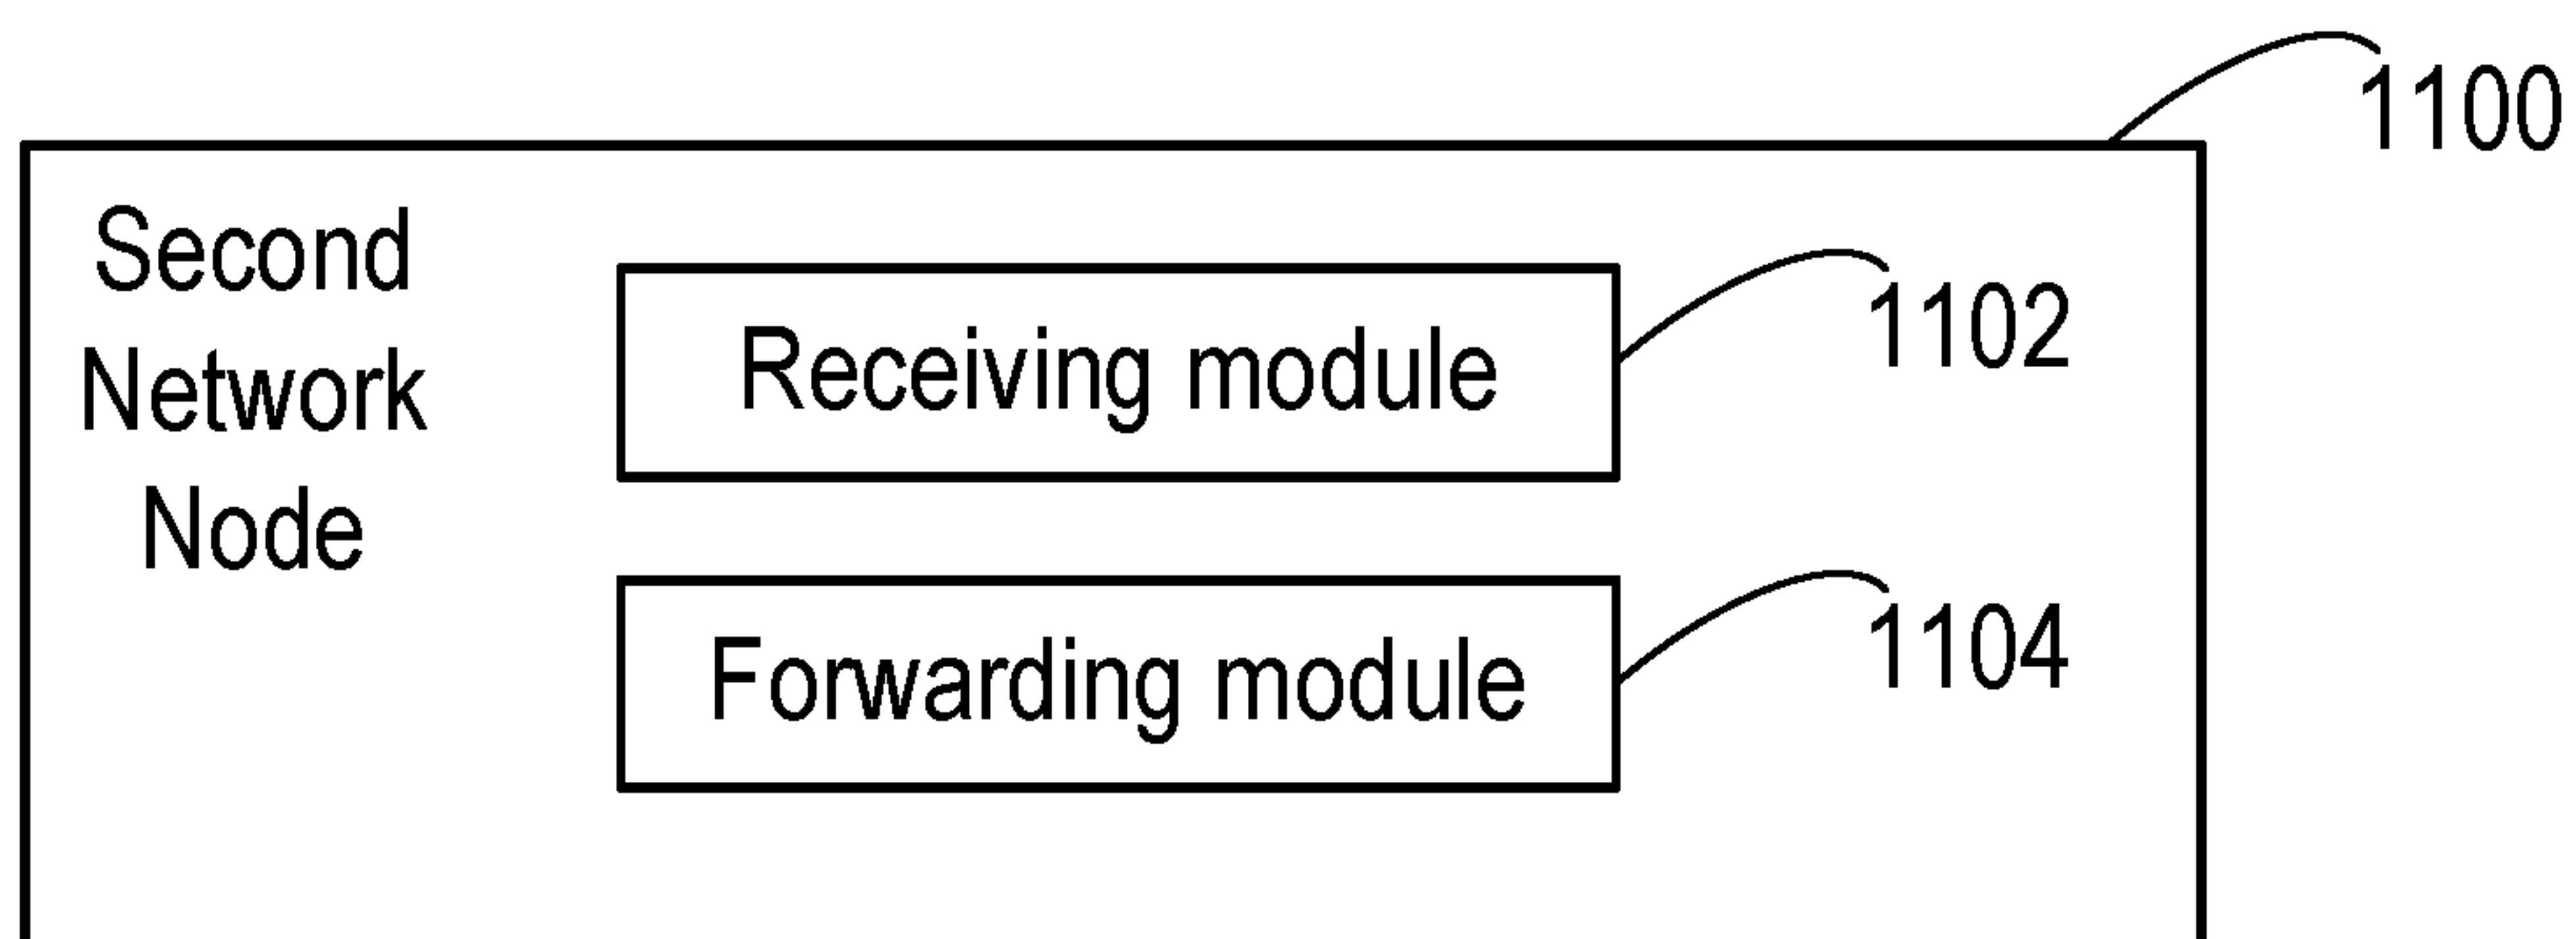 1100
Second
Network
Node
Receiving module
1102
Forwarding module
1104